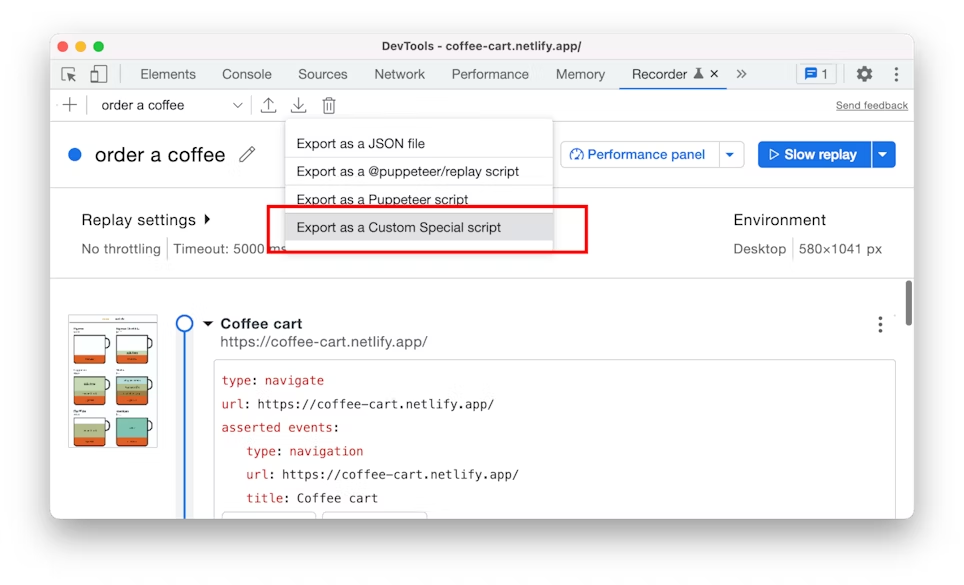 DevTools - coffee-cart.netlify.app/
Elements Console Sources Network Performance Memory Recorder 1
order a coffee Send feedback
Export as a JSON file
order a coffee Performance panel Slow replay
Export as a @puppeteer/replay script
Export as a Puppeteer script
Replay settings Environment
Export as a Custom Special script
No throttling Timeout: 5000 ms Desktop 580×1041 px
Coffee cart
https://coffee-cart.netlify.app/
type: navigate
url: https://coffee-cart.netlify.app/
asserted events:
type: navigation
url: https://coffee-cart.netlify.app/
title: Coffee cart